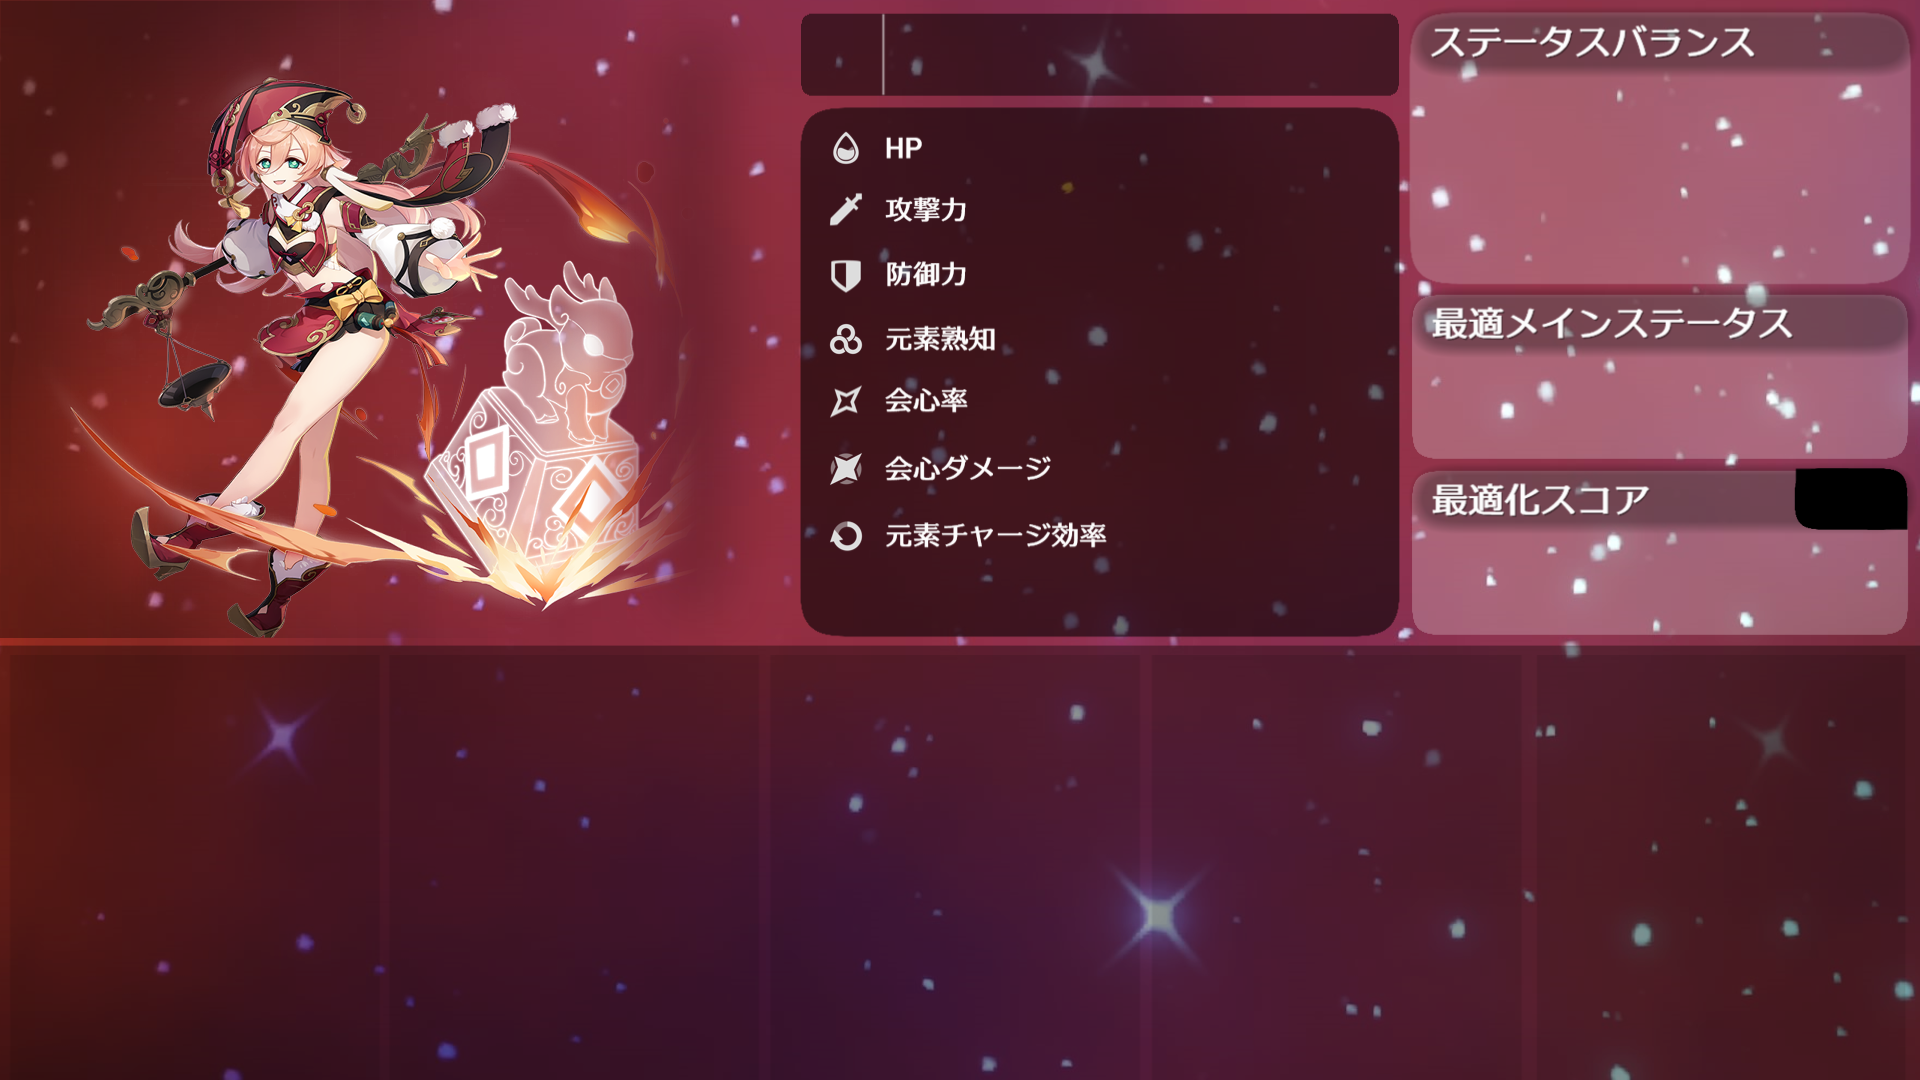 HP
攻撃力
防御力
元素熟知
会心率
会心ダメージ
元素チャージ効率
ステータスバランス
最適メインステータス
最適化スコア